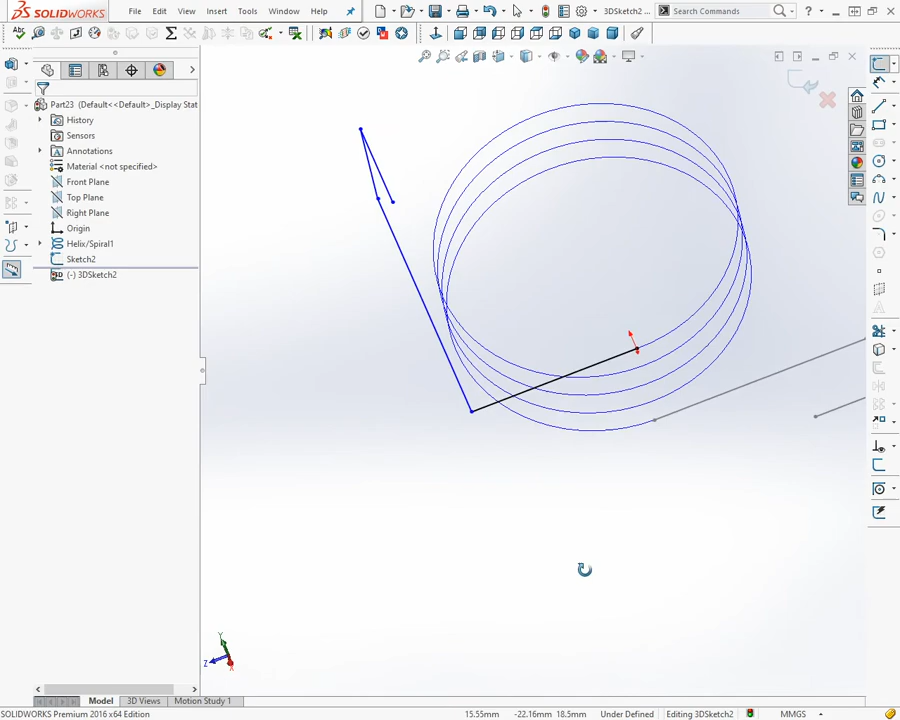 SOLIDWORKS File Edit View Insert Tools Window Help 3DSketch2 ... Search Commands
Part23 (Default<<Default>_Display Stat
History
Sensors
Annotations
Material <not specified>
Front Plane
Top Plane
Right Plane
Origin
Helix/Spiral1
Sketch2
(-) 3DSketch2
Y
Z
X
Model 3D Views Motion Study 1
SOLIDWORKS Premium 2016 x64 Edition 15.55mm -22.16mm 18.5mm Under Defined Editing 3DSketch2 MMGS